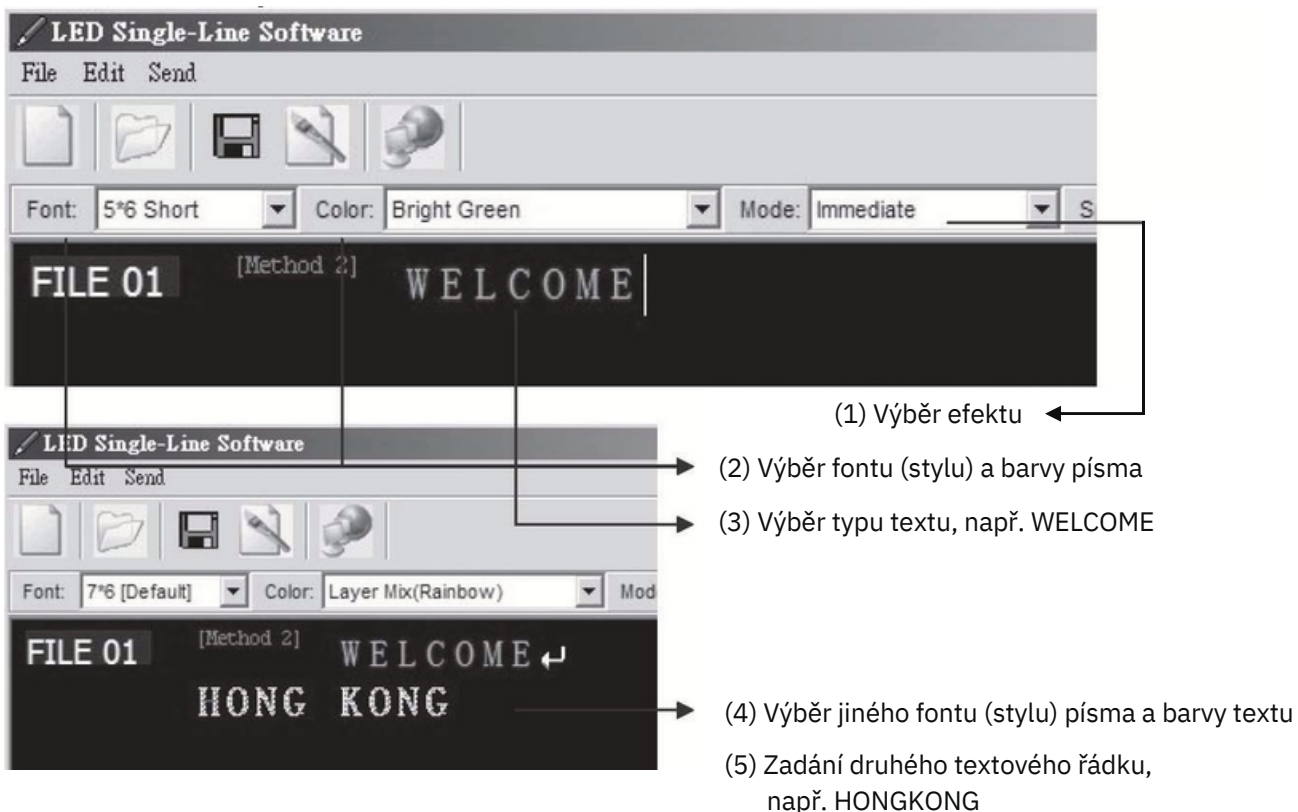 LED Single-Line Software
File Edit Send
Font: 5*6 Short Color: Bright Green Mode: Immediate S
FILE 01 [Method 2] WELCOME
(1) Výběr efektu
LED Single-Line Software
File Edit Send
(2) Výběr fontu (stylu) a barvy písma
(3) Výběr typu textu, např. WELCOME
Font: 7*6 [Default] Color: Layer Mix(Rainbow) Mod
FILE 01 [Method 2] WELCOME↵
HONG KONG
(4) Výběr jiného fontu (stylu) písma a barvy textu
(5) Zadání druhého textového řádku,
např. HONGKONG